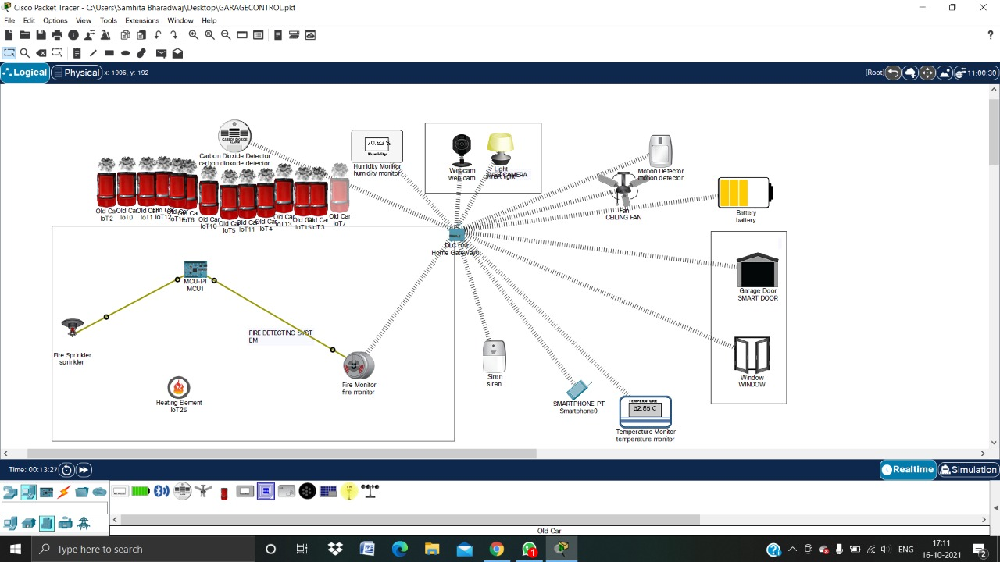 Cisco Packet Tracer - C:\Users\Samhita Bharadwaj\Desktop\GARAGECONTROL.pkt
File Edit Options View Tools Extensions Window Help
Logical Physical x: 1906, y: 192
[Root] 11:00:30
CARBON DIOXIDE
ALARM
Carbon Dioxide Detector
carbon dioxode detector
70.83 %
Humidity
Humidity Monitor
humidity monitor
Webcam
web cam
Light
CAMERA
Motion Detector
motion detector
Fan
CBLING FAN
Battery
battery
Old Car
IoT2
Old Car
IoT0
Old Car
IoT1
Old Car
Old Car
IoT6
Old Car
IoT10
Old Car
IoT5
Old Car
IoT11
Old Car
IoT4
Old Car
IoT13
Old Car
Old Car
IoT3
Old Car
IoT7
DLC100
Home Gateway0
MCU-PT
MCU1
Garage Door
SMART DOOR
FIRE DETECTING SYST
EM
Fire Sprinkler
sprinkler
Fire Monitor
fire monitor
Siren
siren
Window
WINDOW
Heating Element
IoT25
SMARTPHONE-PT
Smartphone0
TEMPERATURE
52.85 C
Temperature Monitor
temperature monitor
Time: 00:13:27
Realtime Simulation
Old Car
Type here to search
ENG
17:11
16-10-2021